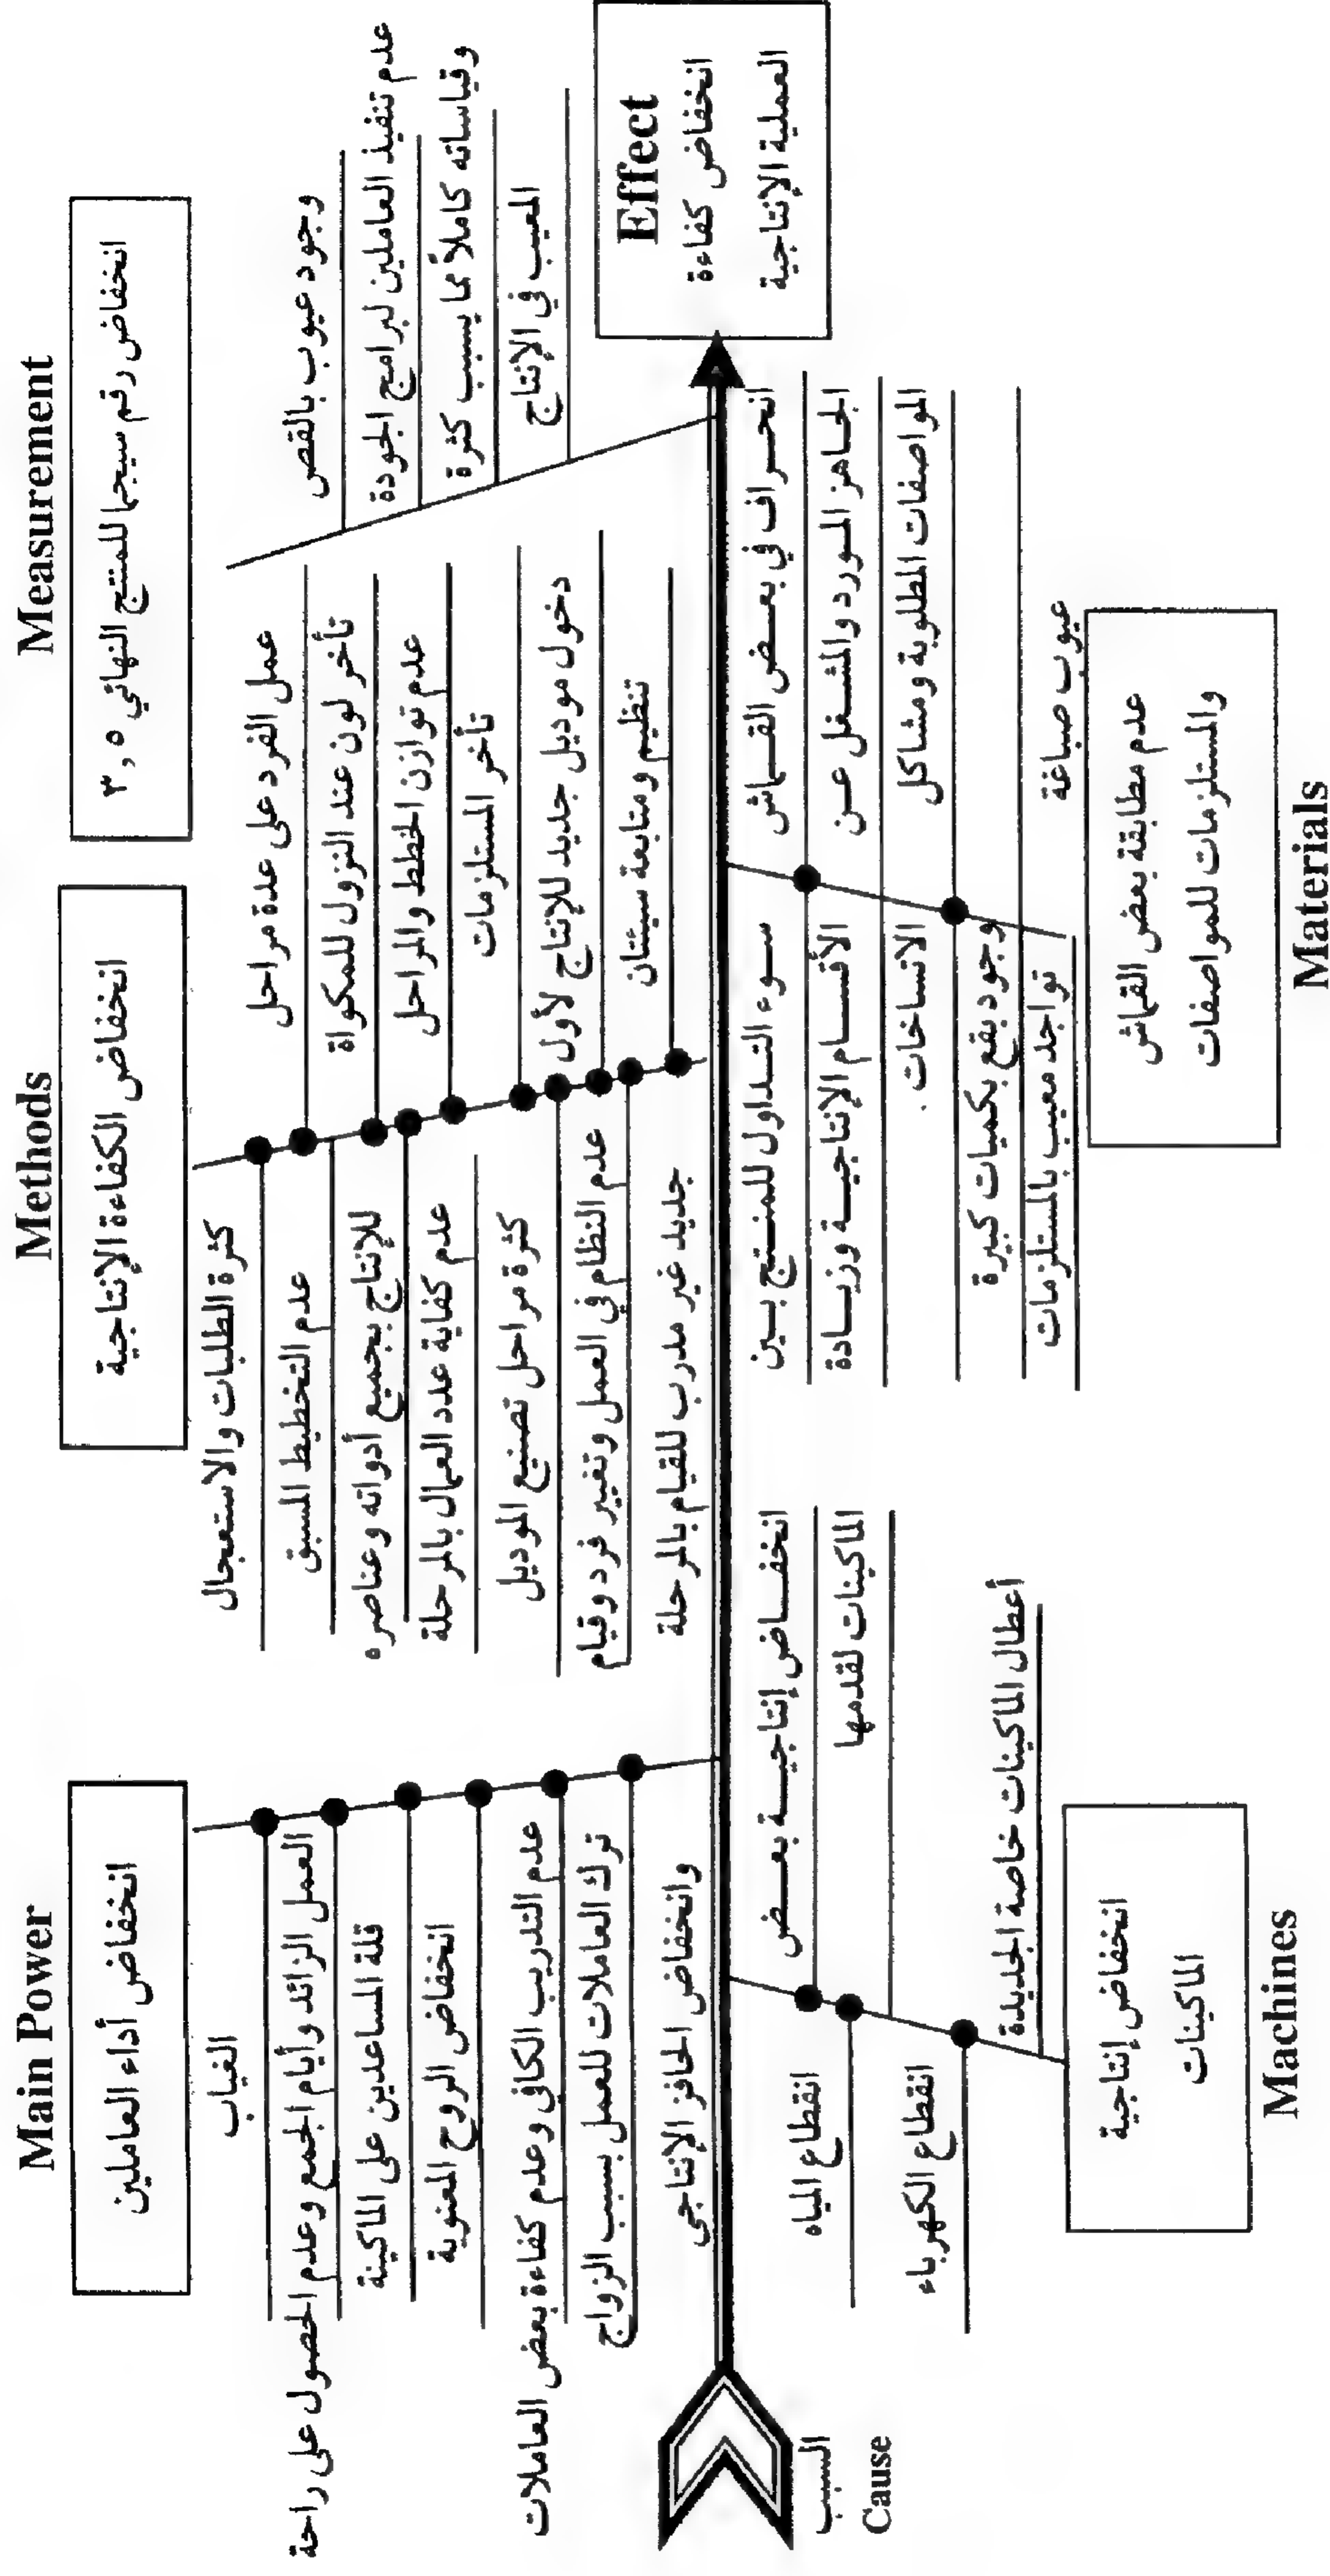 Main Power
انخفاض أداء العاملين
الغياب
العمل الزائد وأيام الجمع وعدم الحصول على راحة
قلة المساعدين على الماكينة
انخفاض الروح المعنوية
عدم التدريب الكافي وعدم كفاءة بعض العاملات
ترك العاملات للعمل بسبب الزواج
وانخفاض الحافز الإنتاجي
Methods
انخفاض الكفاءة الإنتاجية
كثرة الطلبات والاستعجال
عدم التخطيط المسبق
للإنتاج بجميع أدواته وعناصره
عدم كفاية عدد العمال بالمرحلة
كثرة مراحل تصنيع الموديل
عدم النظام في العمل وتغيير فرد وقيام
جديد غير مدرب للقيام بالمرحلة
عمل الفرد على عدة مراحل
تأخر لون عند النزول للمكواة
عدم توازن الخطط والمراحل
تأخر المستلزمات
دخول موديل جديد للإنتاج لأول
تنظيم ومتابعة سيئتان
Measurement
انخفاض رقم سيجما للمنتج النهائي ٣,٥
وجود عيوب بالقص
عدم تنفيذ العاملين لبرامج الجودة
وقياساته كاملاً مما يسبب كثرة
المعيب في الإنتاج
Effect
انخفاض كفاءة
العملية الإنتاجية
السبب
Cause
انقطاع المياه
انقطاع الكهرباء
انخفاض إنتاجية بعض
الماكينات لقدمها
أعطال الماكينات خاصة الجديدة
انخفاض إنتاجية
الماكينات
Machines
سوء التداول للمنتج بين
الأقسام الإنتاجية وزيادة
الاتساخات .
وجود بقع بكميات كبيرة
تواجد معيب بالمستلزمات
انحراف في بعض القماش
الجاهز المورد والمشغل عن
المواصفات المطلوبة ومشاكل
عيوب صباغة
عدم مطابقة بعض القماش
والمستلزمات للمواصفات
Materials